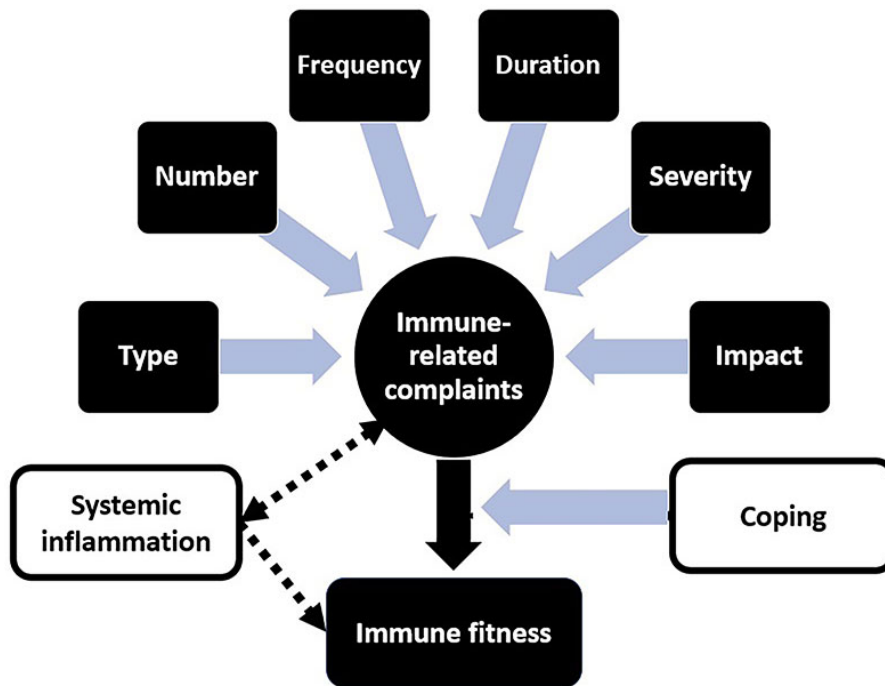 Frequency
Duration
Number
Severity
Type
Immune-
related
complaints
Impact
Systemic
inflammation
Coping
Immune fitness